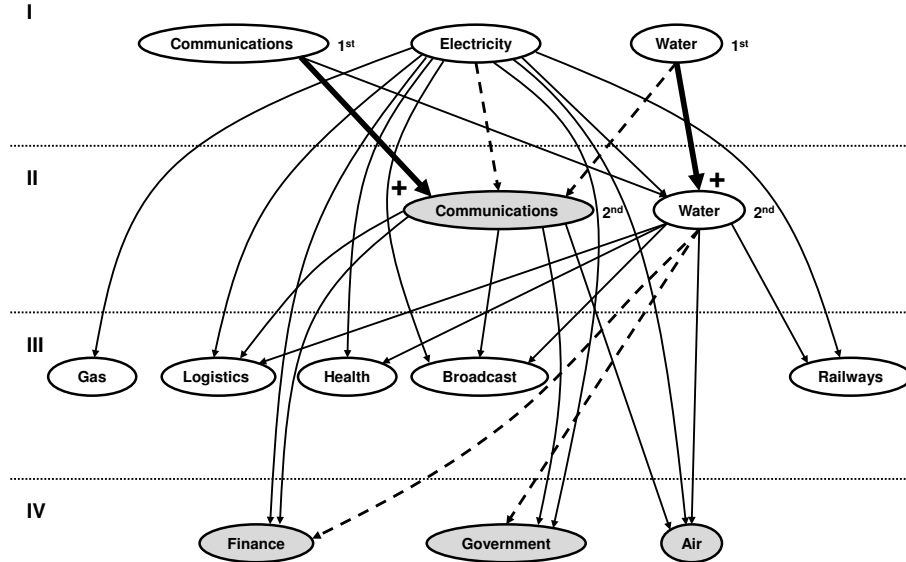 I
Communications 1st Electricity Water 1st
II
+ +
Communications 2nd Water 2nd
III
Gas Logistics Health Broadcast Railways
IV
Finance Government Air